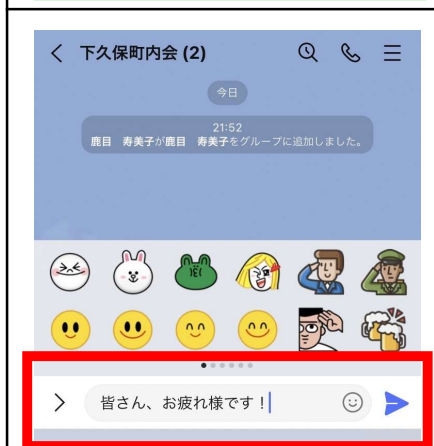 下久保町内会 (2)
今日
21:52
鹿目　寿美子が鹿目　寿美子をグループに追加しました。
皆さん、お疲れ様です！